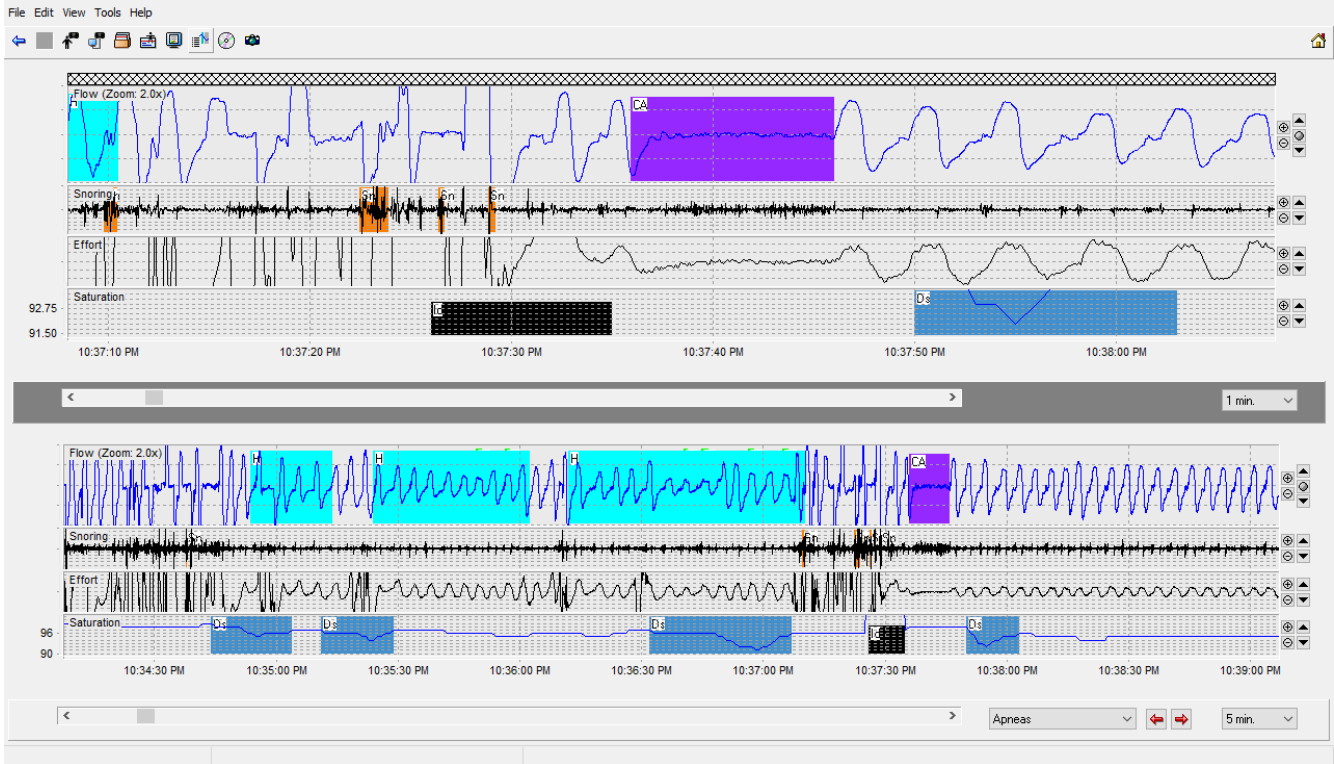 File Edit View Tools Help
Flow (Zoom: 2.0x)
H
CA
Snoring
Sn Sn Sn
Effort
Saturation
92.75
91.50
Id
Ds
10:37:10 PM 10:37:20 PM 10:37:30 PM 10:37:40 PM 10:37:50 PM 10:38:00 PM
1 min.
Flow (Zoom: 2.0x)
H H H CA
Snoring
Sn Sn Sn
Effort
Saturation
96
90
Ds Ds Ds Id Ds
10:34:30 PM 10:35:00 PM 10:35:30 PM 10:36:00 PM 10:36:30 PM 10:37:00 PM 10:37:30 PM 10:38:00 PM 10:38:30 PM 10:39:00 PM
Apneas 5 min.